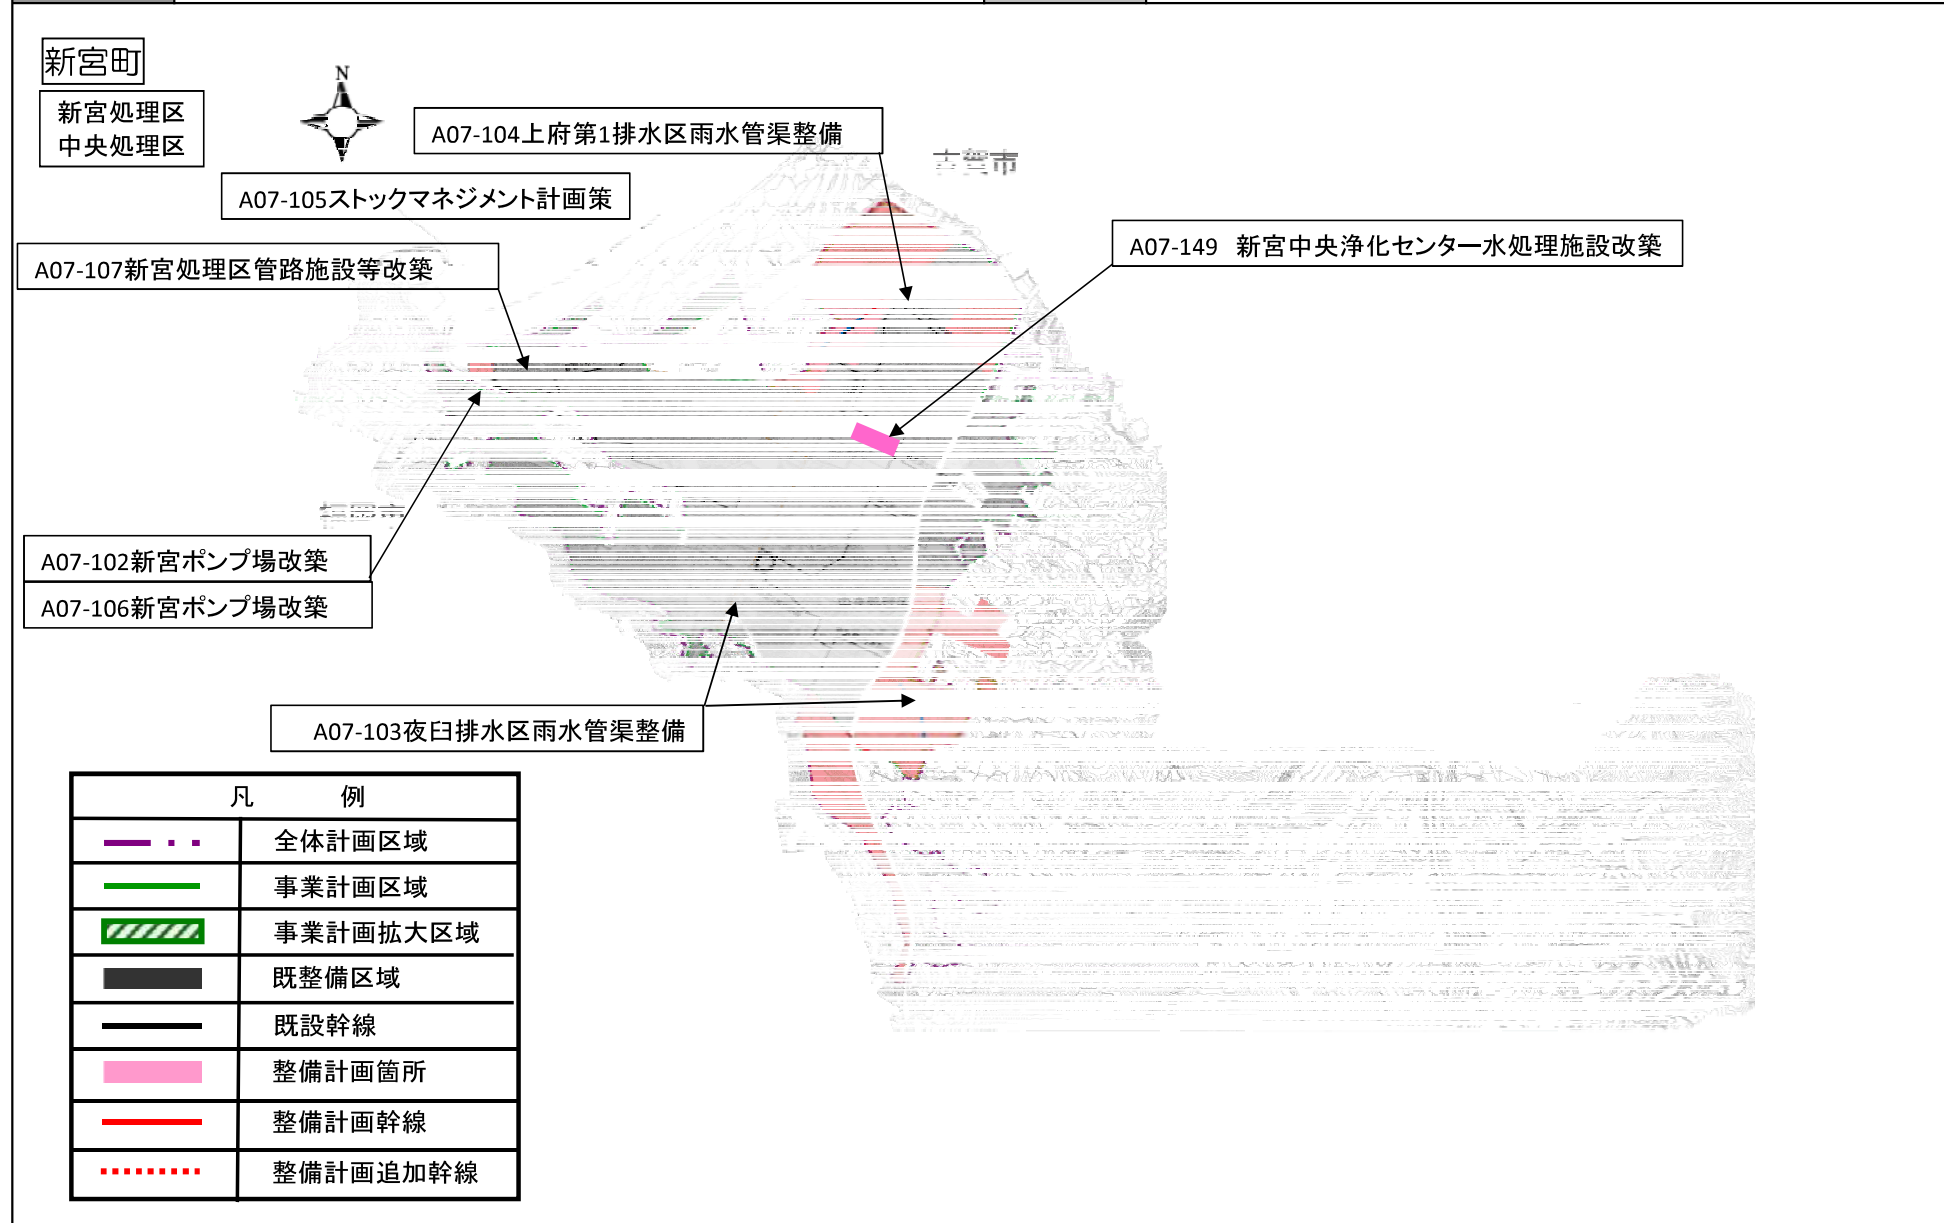 新宮町
新宮処理区
中央処理区
N
A07-104上府第1排水区雨水管渠整備
古賀市
A07-105ストックマネジメント計画策
A07-149 新宮中央浄化センター水処理施設改築
A07-107新宮処理区管路施設等改築
A07-102新宮ポンプ場改築
A07-106新宮ポンプ場改築
A07-103夜臼排水区雨水管渠整備
凡 例
全体計画区域
事業計画区域
事業計画拡大区域
既整備区域
既設幹線
整備計画箇所
整備計画幹線
整備計画追加幹線